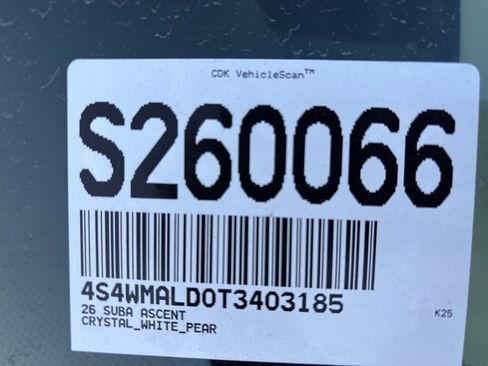 CDK VehicleScan™
S260066
4S4WMALD0T3403185
26 SUBA ASCENT
CRYSTAL_WHITE_PEAR
K25